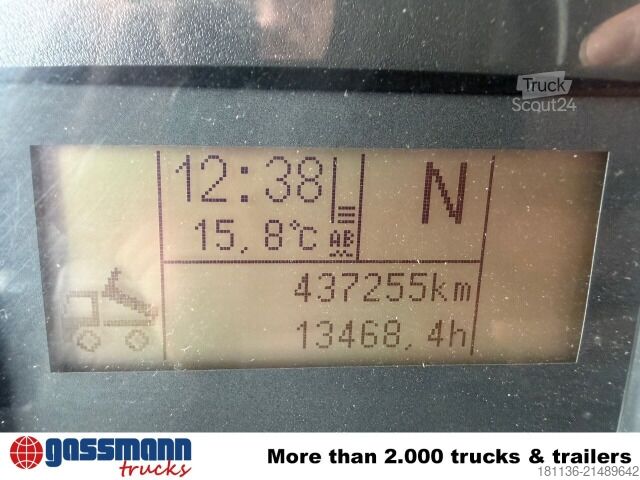 Truck
Scout24
12:38
N
15,8°C AB
437255km
13468,4h
gassmann
trucks
More than 2.000 trucks & trailers
181136-21489642